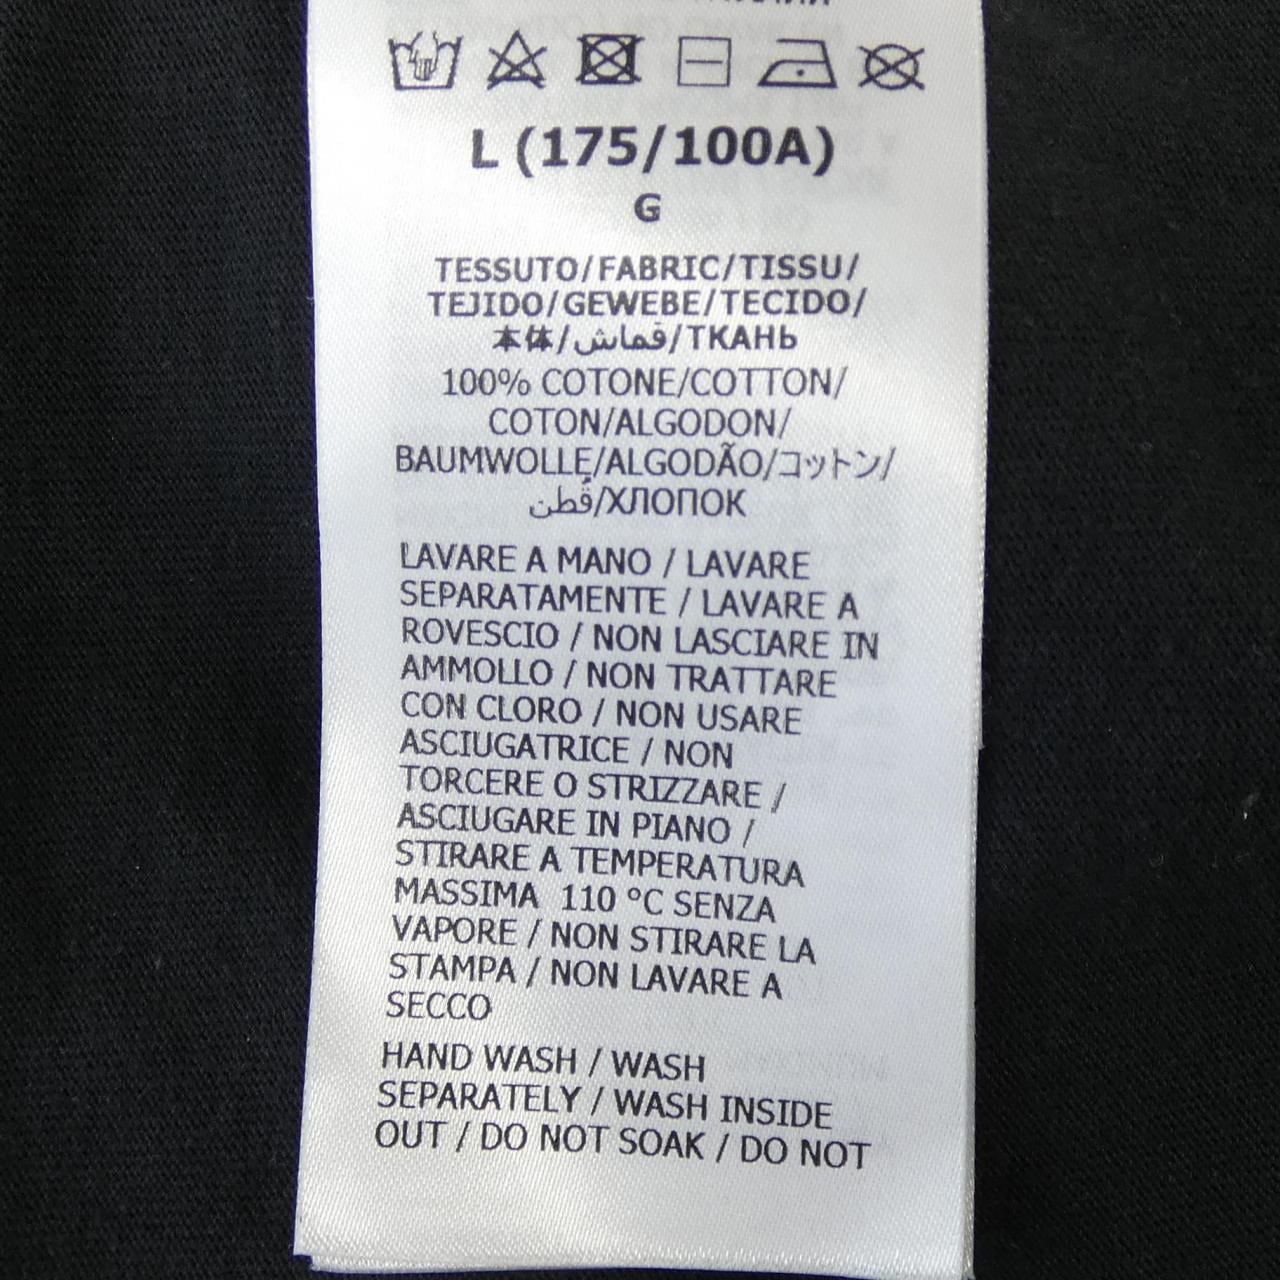 L (175/100A)
G
TESSUTO/FABRIC/TISSU/
TEJIDO/GEWEBE/TECIDO/
本体/قماش/ТКАНЬ
100% COTONE/COTTON/
COTON/ALGODON/
BAUMWOLLE/ALGODÃO/コットン/
قُطن/ХЛОПОК
LAVARE A MANO / LAVARE
SEPARATAMENTE / LAVARE A
ROVESCIO / NON LASCIARE IN
AMMOLLO / NON TRATTARE
CON CLORO / NON USARE
ASCIUGATRICE / NON
TORCERE O STRIZZARE /
ASCIUGARE IN PIANO /
STIRARE A TEMPERATURA
MASSIMA 110 °C SENZA
VAPORE / NON STIRARE LA
STAMPA / NON LAVARE A
SECCO
HAND WASH / WASH
SEPARATELY / WASH INSIDE
OUT / DO NOT SOAK / DO NOT